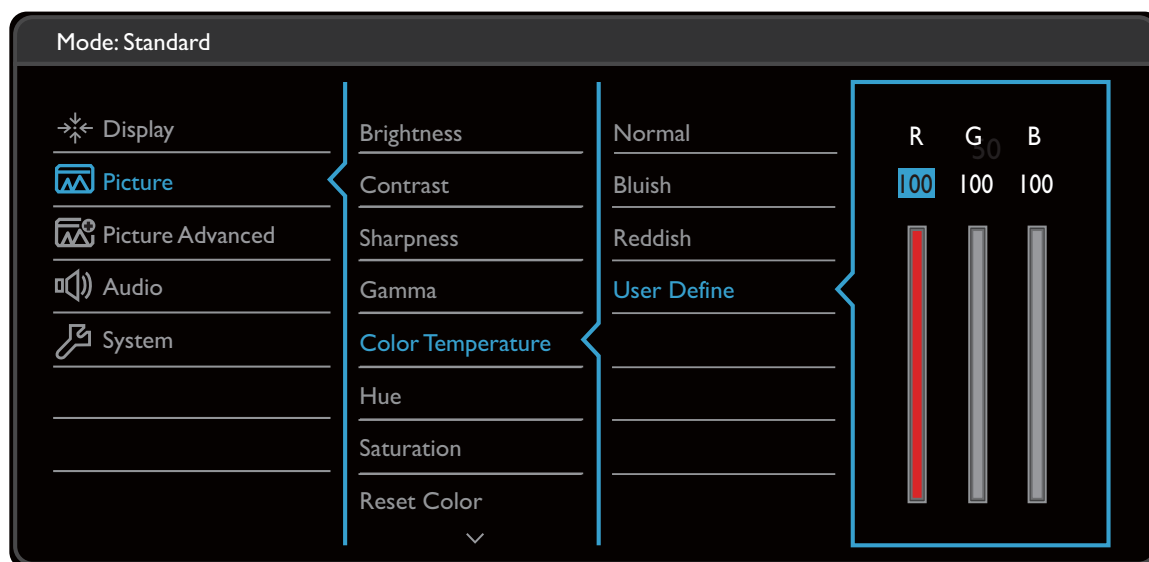 Mode: Standard
Display
Picture
Picture Advanced
Audio
System
Brightness
Contrast
Sharpness
Gamma
Color Temperature
Hue
Saturation
Reset Color
Normal
Bluish
Reddish
User Define
R G B
50
100 100 100